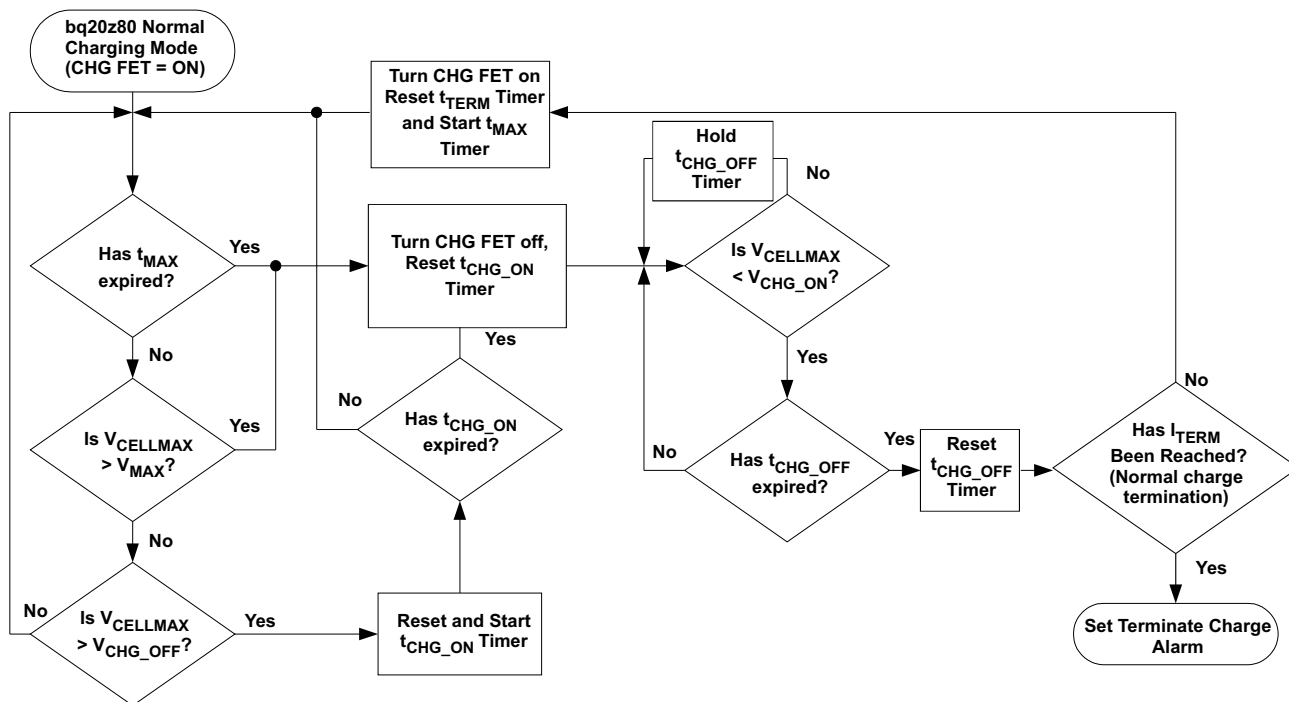 bq20z80 Normal
Charging Mode
(CHG FET = ON)
Turn CHG FET on
Reset tTERM Timer
and Start tMAX
Timer
Hold
tCHG_OFF
Timer
No
Has tMAX
expired?
Yes
Turn CHG FET off,
Reset tCHG_ON
Timer
Is VCELLMAX
< VCHG_ON?
No
Yes
Yes
Is VCELLMAX
> VMAX?
Yes
No
Has tCHG_ON
expired?
No
Has tCHG_OFF
expired?
Yes
Reset
tCHG_OFF
Timer
No
Has ITERM
Been Reached?
(Normal charge
termination)
No
Yes
No
Is VCELLMAX
> VCHG_OFF?
Yes
Reset and Start
tCHG_ON Timer
Set Terminate Charge
Alarm